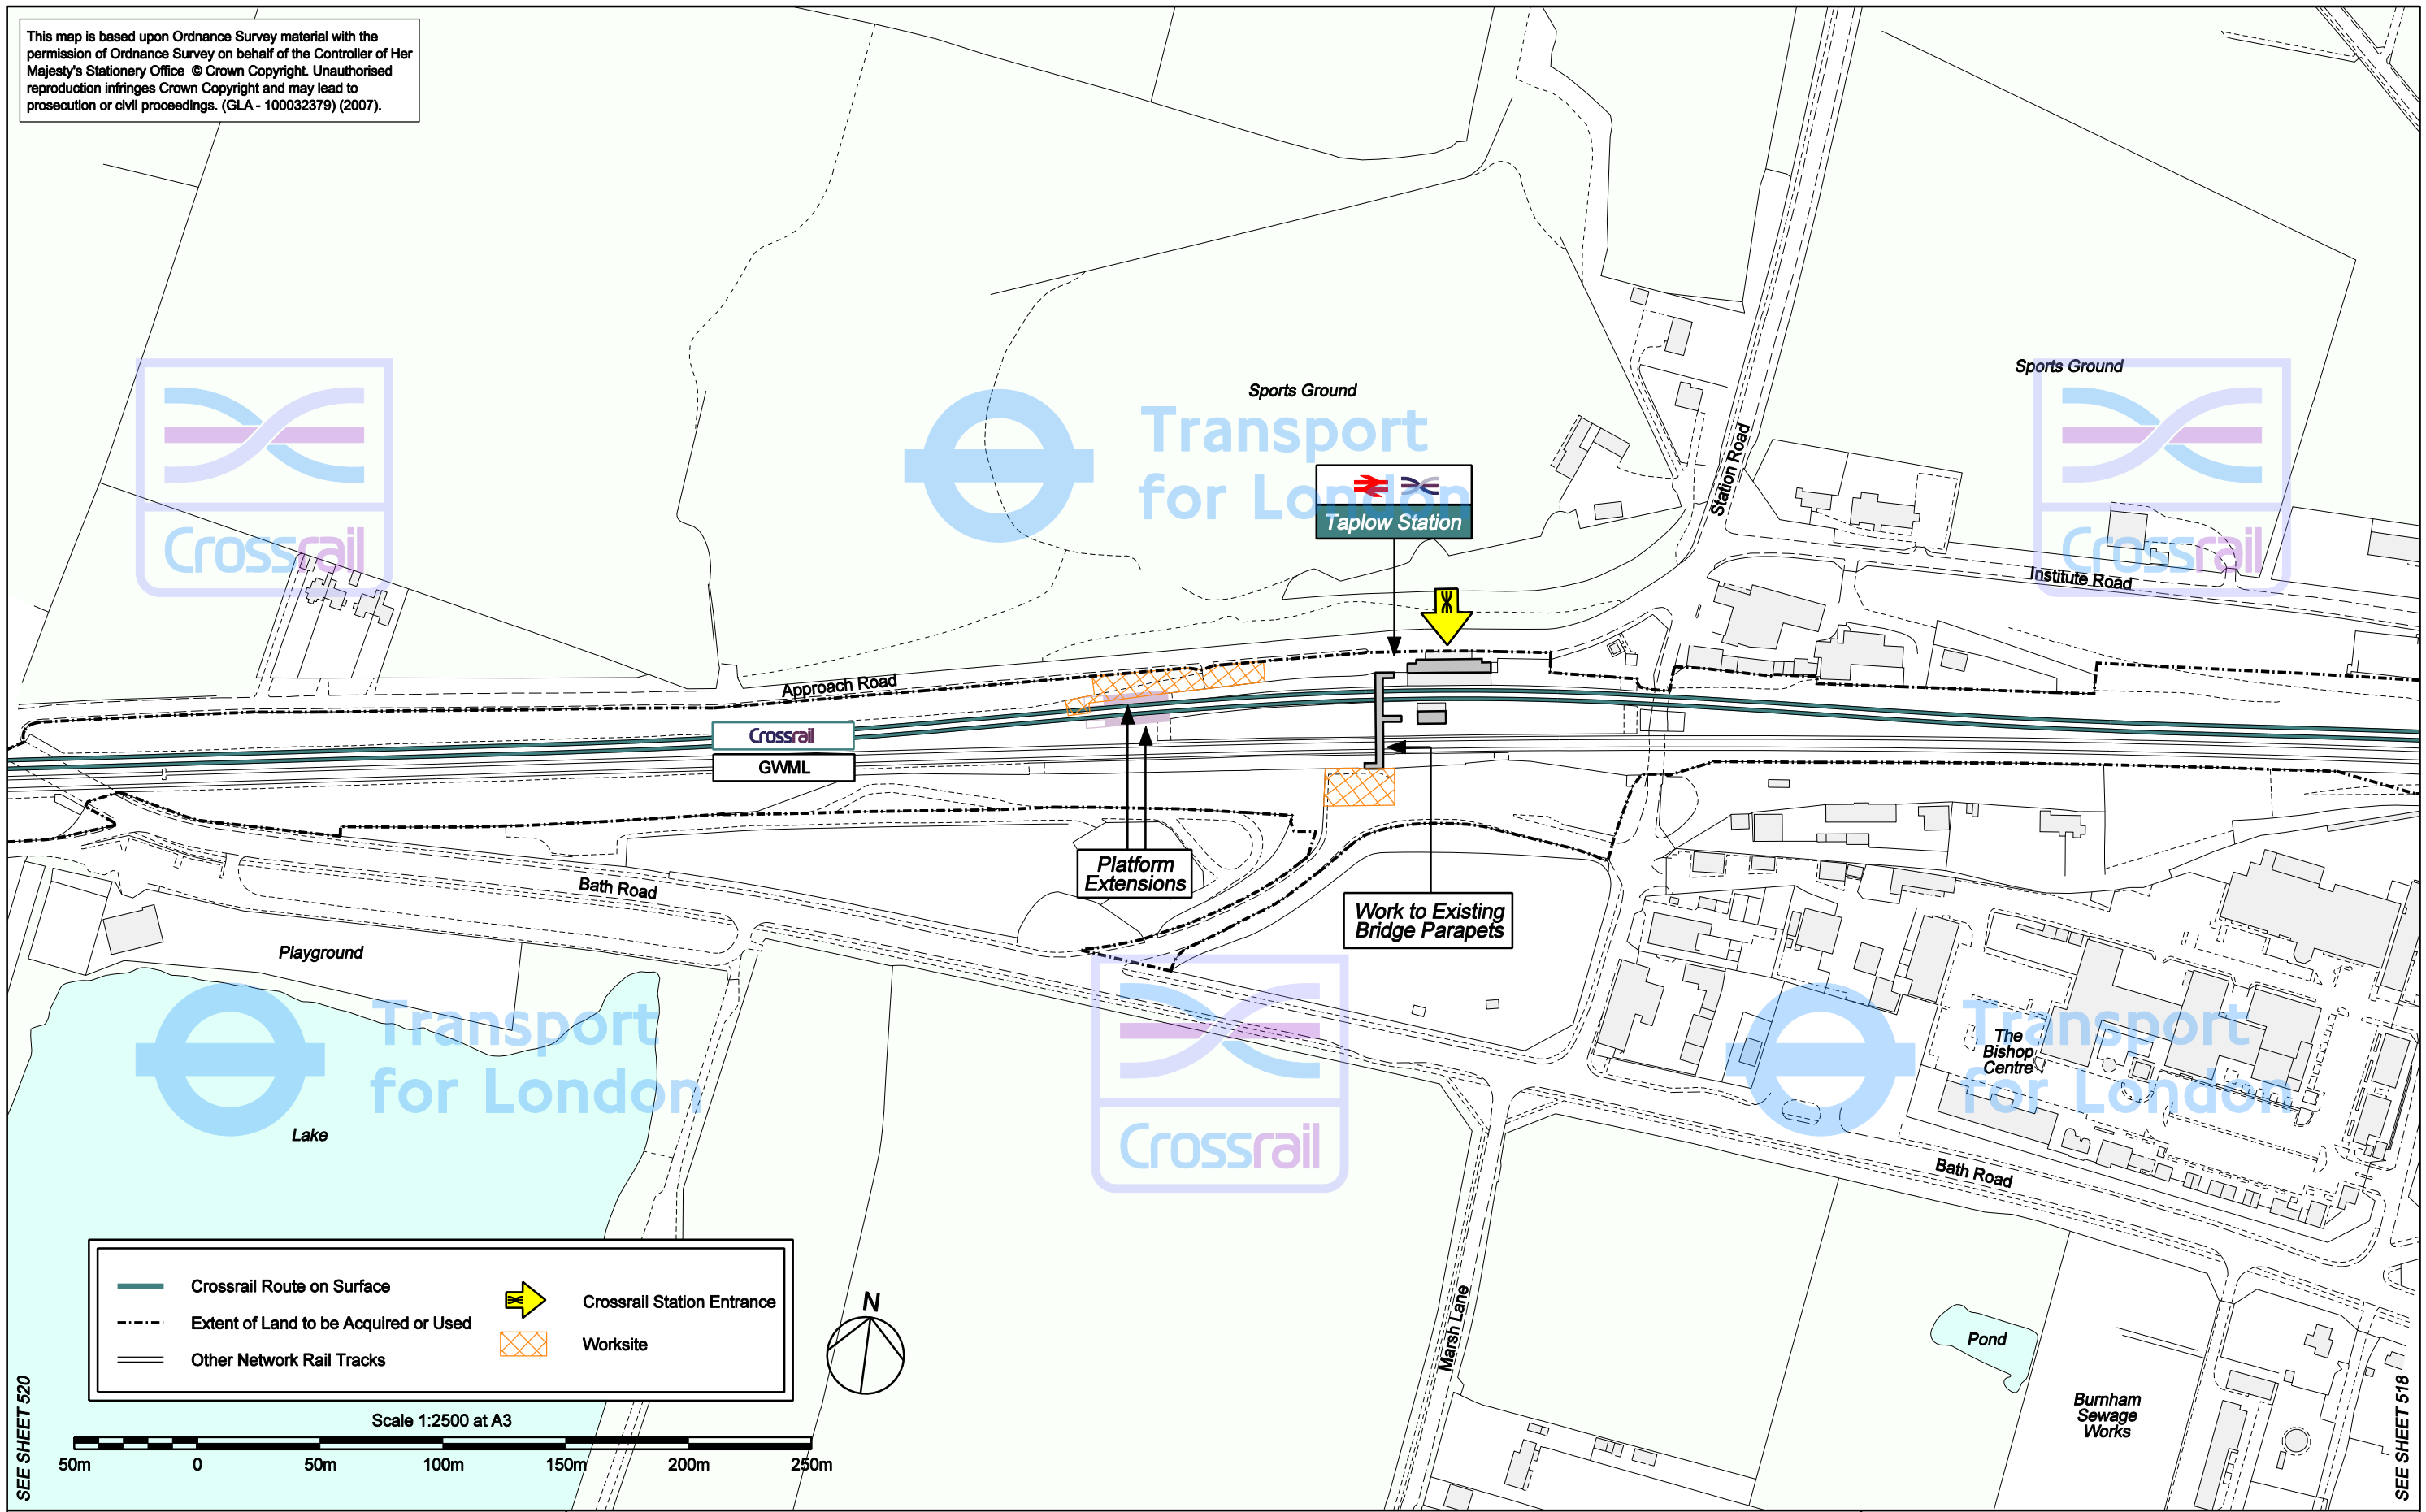 This map is based upon Ordnance Survey material with the
permission of Ordnance Survey on behalf of the Controller of Her
Majesty's Stationery Office © Crown Copyright. Unauthorised
reproduction infringes Crown Copyright and may lead to
prosecution or civil proceedings. (GLA - 100032379) (2007).
Sports Ground
Sports Ground
Crossrail
Transport
for London
Crossrail
Taplow Station
Station Road
Institute Road
Approach Road
Crossrail
GWML
Platform
Extensions
Work to Existing
Bridge Parapets
Bath Road
Playground
Transport
for London
Lake
Crossrail
Transport
for London
The
Bishop
Centre
Bath Road
Marsh Lane
Pond
Burnham
Sewage
Works
Crossrail Route on Surface
Extent of Land to be Acquired or Used
Other Network Rail Tracks
Crossrail Station Entrance
Worksite
N
Scale 1:2500 at A3
50m 0 50m 100m 150m 200m 250m
SEE SHEET 520
SEE SHEET 518